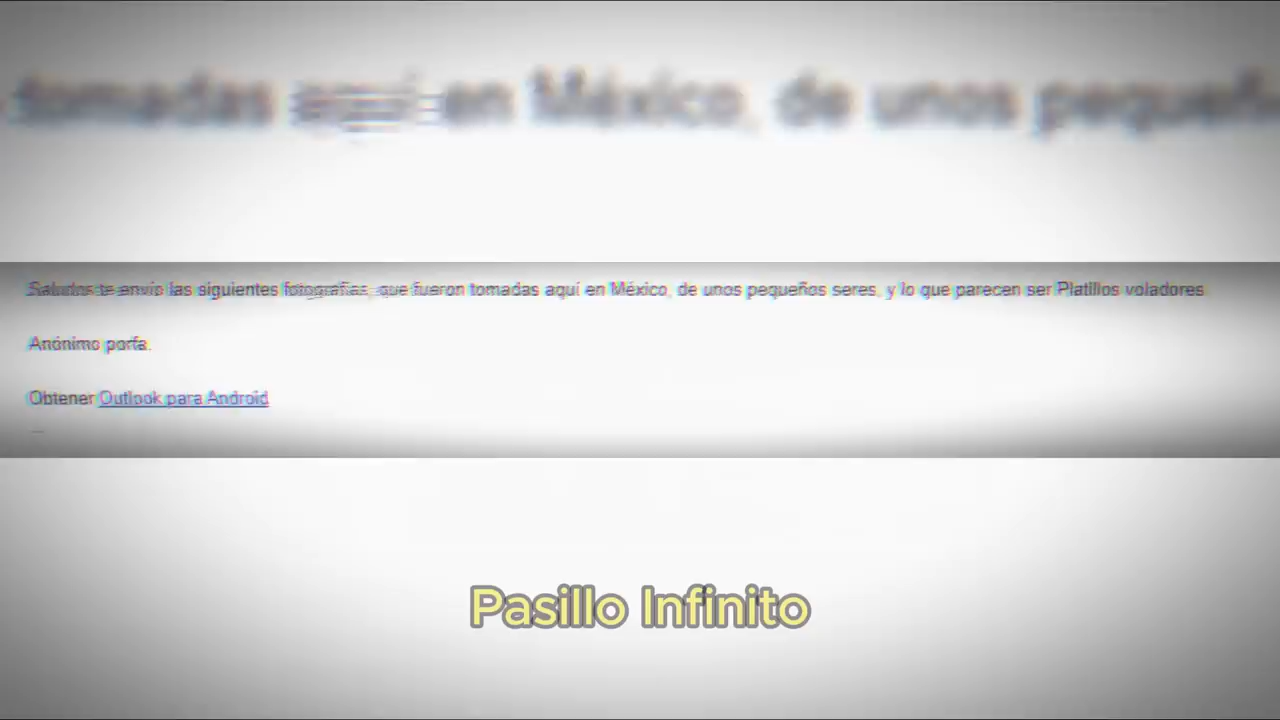 tomadas aquí en México, de unos pequeñ
Saludos te envío las siguientes fotografías, que fueron tomadas aquí en México, de unos pequeños seres, y lo que parecen ser Platillos voladores
Anónimo porfa.
Obtener Outlook para Android
Pasillo Infinito